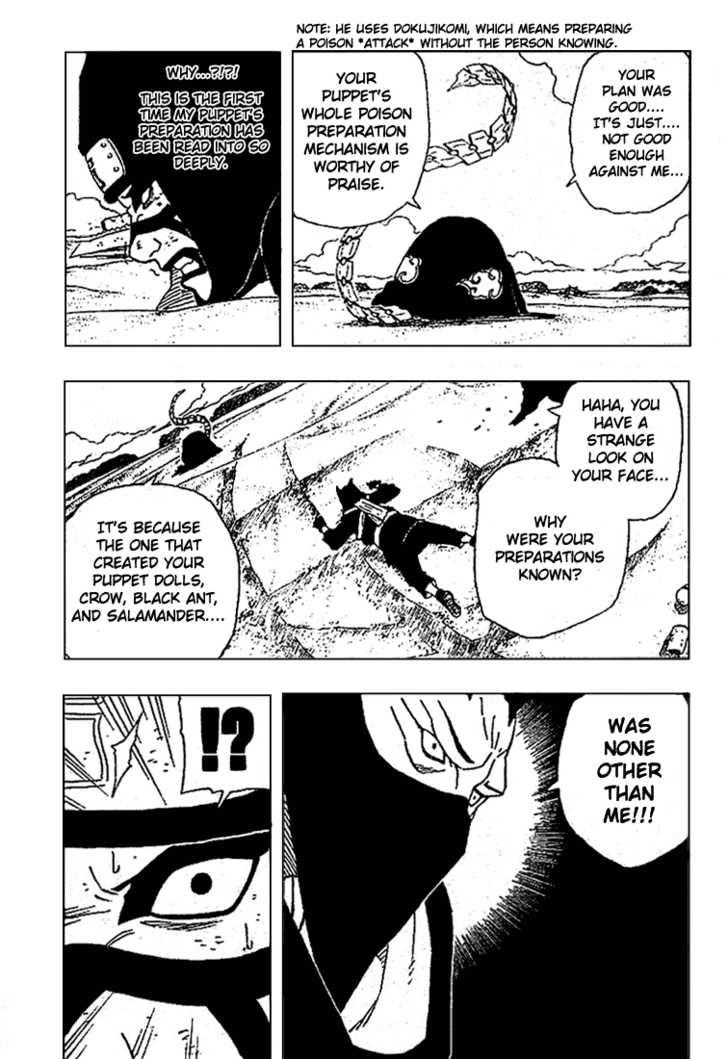 NOTE: HE USES DOKUJIKOMI, WHICH MEANS PREPARING
A POISON *ATTACK* WITHOUT THE PERSON KNOWING.
YOUR
PLAN WAS
GOOD....
IT'S JUST....
NOT GOOD
ENOUGH
AGAINST ME...
YOUR
PUPPET'S
WHOLE POISON
PREPARATION
MECHANISM IS
WORTHY OF
PRAISE.
WHY...?!?!
THIS IS THE FIRST
TIME MY PUPPET'S
PREPARATION HAS
BEEN READ INTO SO
DEEPLY.
HAHA, YOU
HAVE A
STRANGE
LOOK ON
YOUR FACE...
WHY
WERE YOUR
PREPARATIONS
KNOWN?
IT'S BECAUSE
THE ONE THAT
CREATED YOUR
PUPPET DOLLS,
CROW, BLACK ANT,
AND SALAMANDER....
WAS
NONE
OTHER
THAN
ME!!!
!?